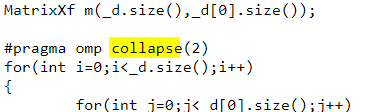 MatrixXf m(_d.size(),_d[0].size());
#pragma omp collapse(2)
for(int i=0;i<_d.size();i++)
{
for(int j=0;j<_d[0].size();j++)